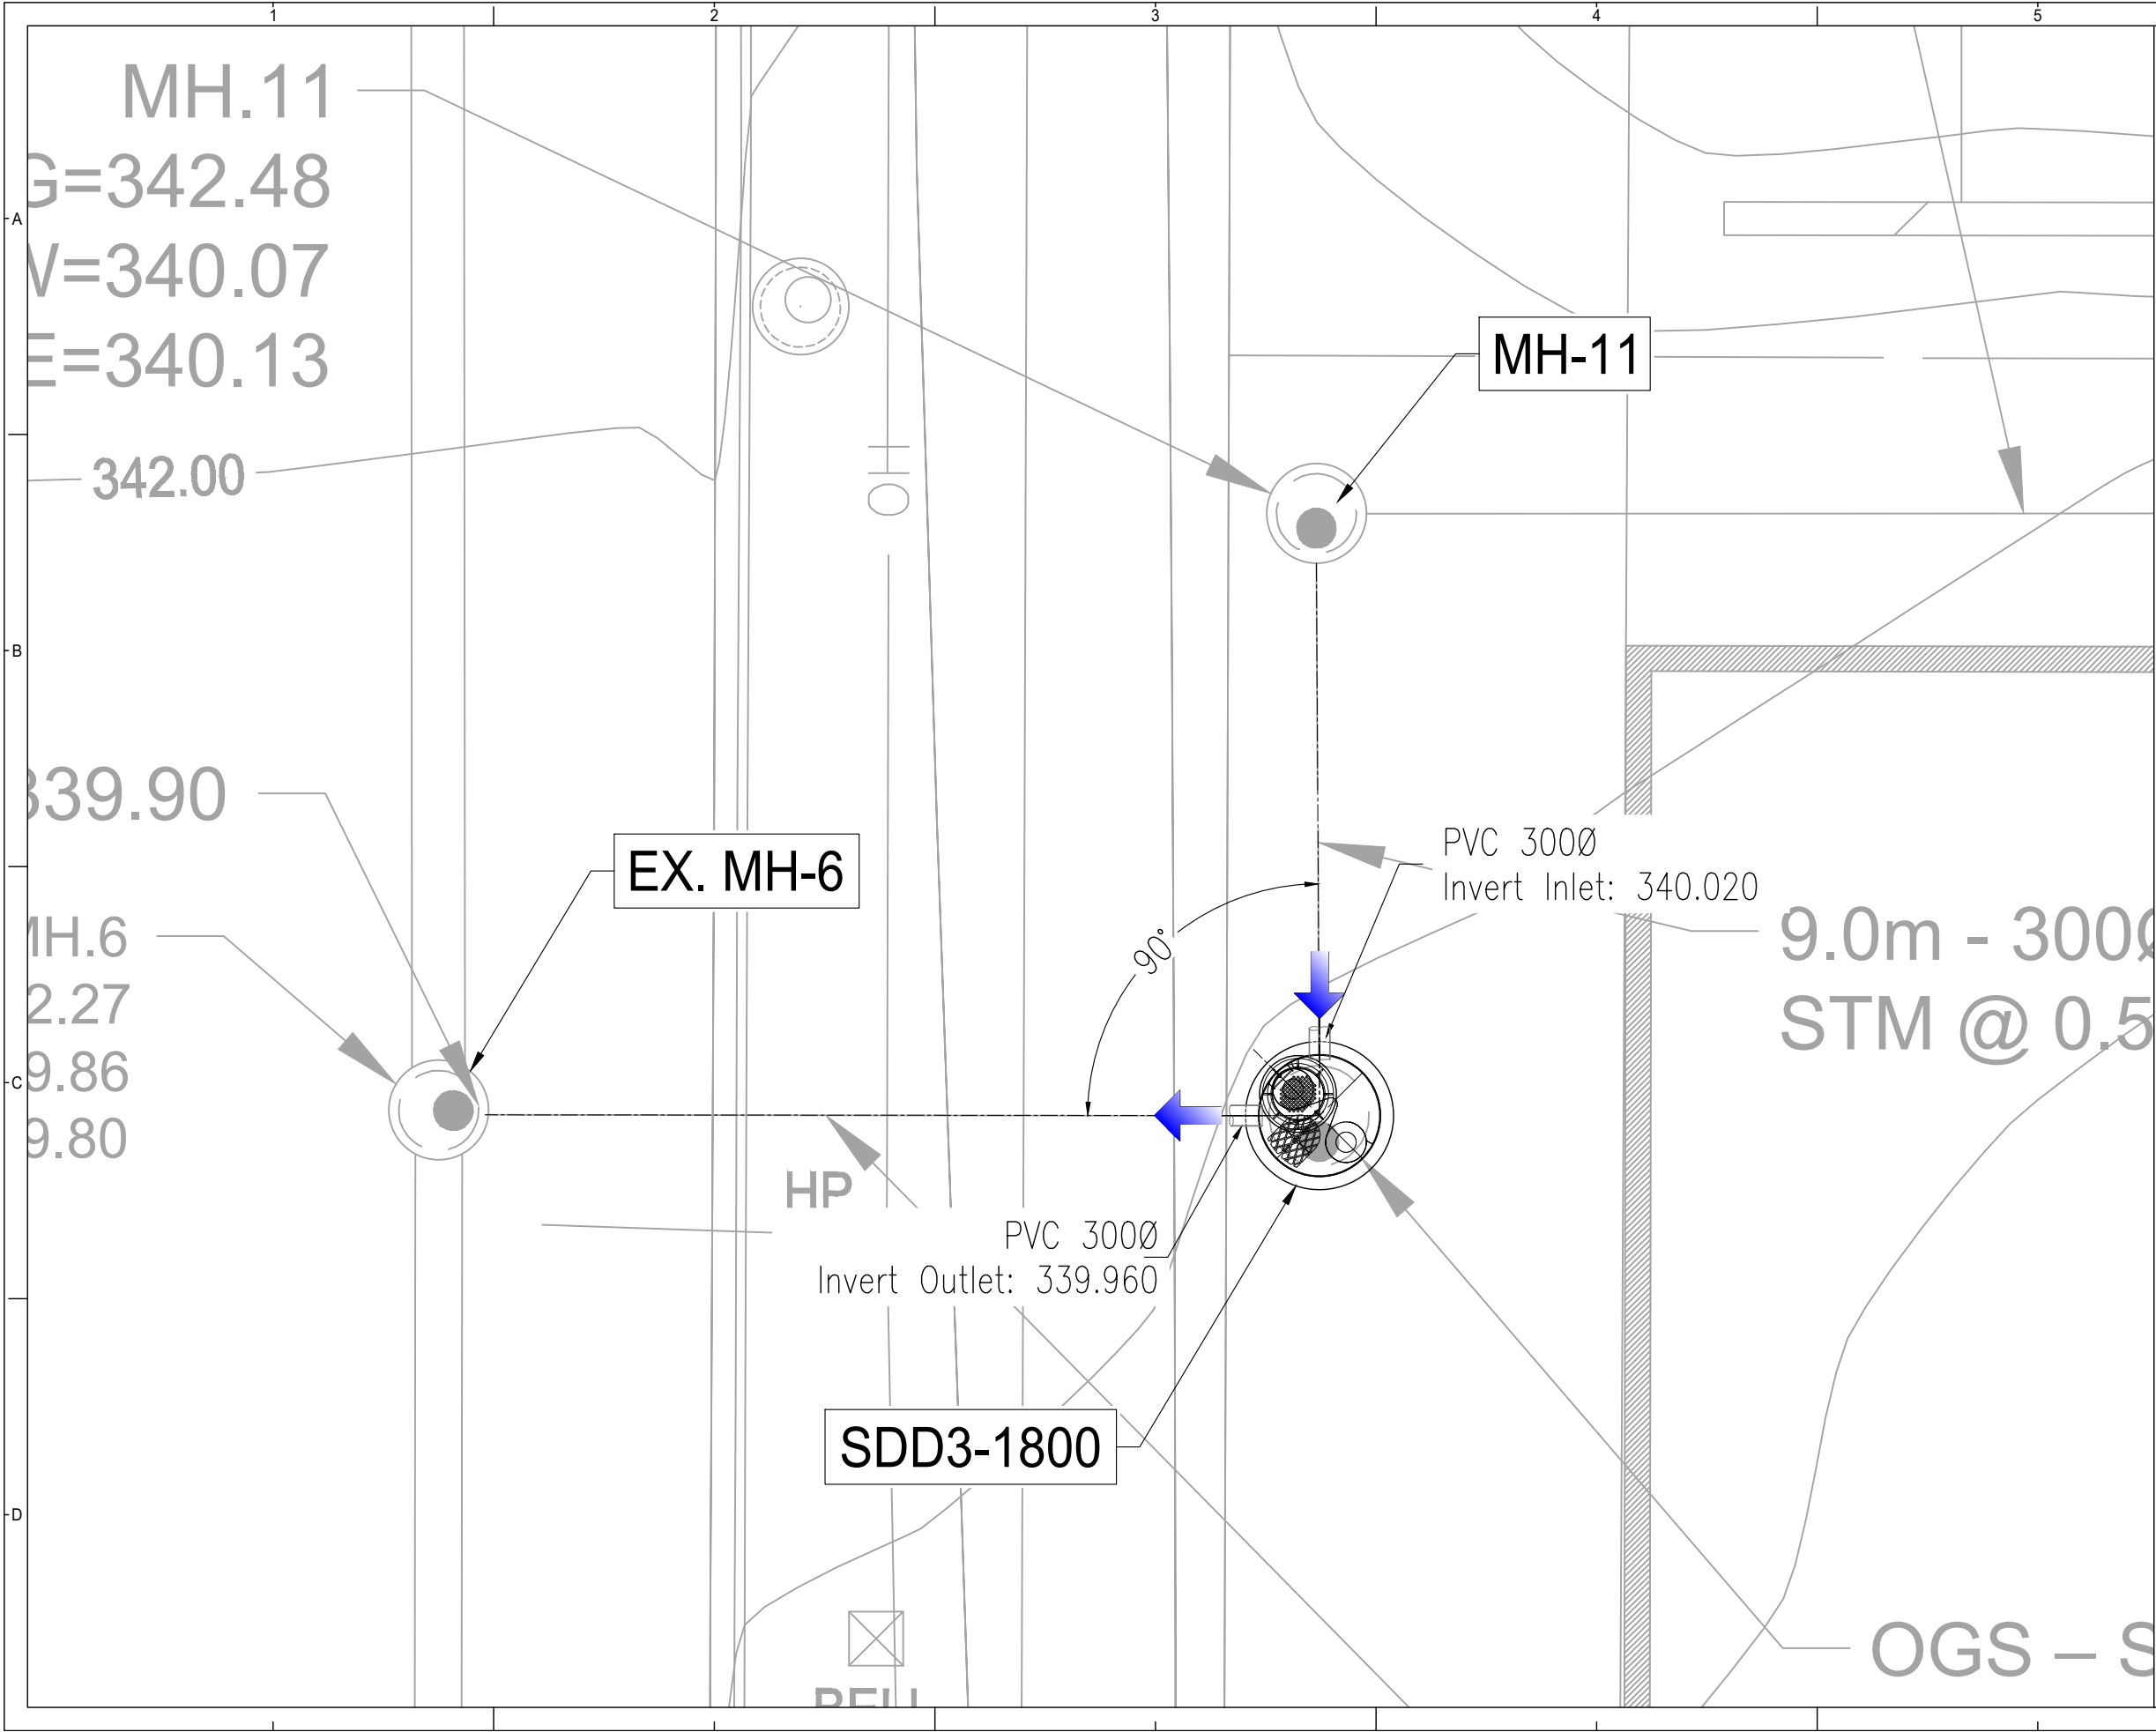 1 2 3 4 5
A
B
C
D
MH.11
G=342.48
W=340.07
E=340.13
342.00
MH-11
339.90
EX. MH-6
MH.6
2.27
9.86
9.80
90°
PVC 300Ø
Invert Inlet: 340.020
9.0m - 300Ø
STM @ 0.5
HP
PVC 300Ø
Invert Outlet: 339.960
SDD3-1800
OGS – S